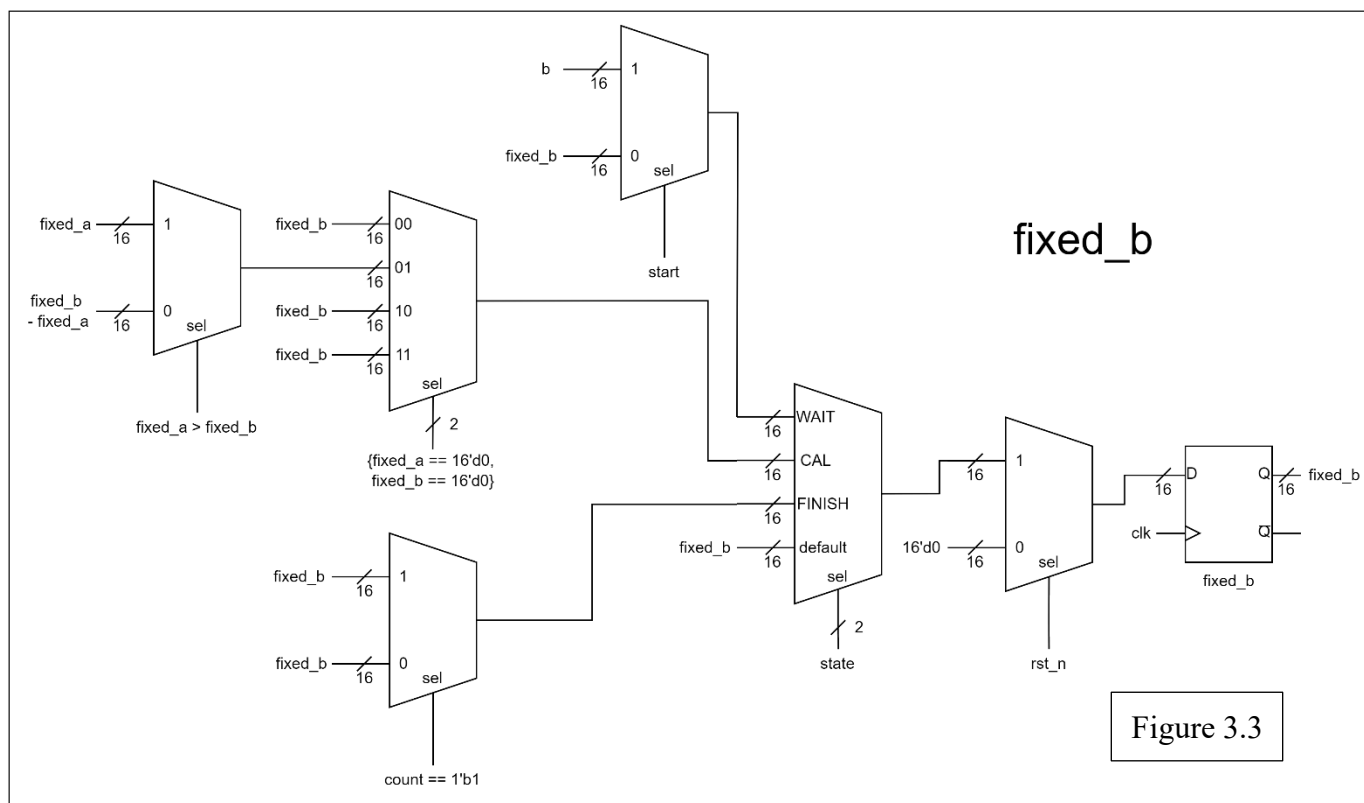 b
16
1
fixed_b
16
0
sel
start
fixed_b
fixed_a
16
1
fixed_b
- fixed_a
16
0
sel
fixed_a > fixed_b
fixed_b
16
00
16
01
fixed_b
16
10
fixed_b
16
11
sel
2
{fixed_a == 16'd0,
fixed_b == 16'd0}
fixed_b
16
1
fixed_b
16
0
sel
count == 1'b1
16
WAIT
16
CAL
16
FINISH
fixed_b
16
default
sel
2
state
16
1
16'd0
16
0
sel
rst_n
16
D
Q
16
fixed_b
clk
Q̅
fixed_b
Figure 3.3